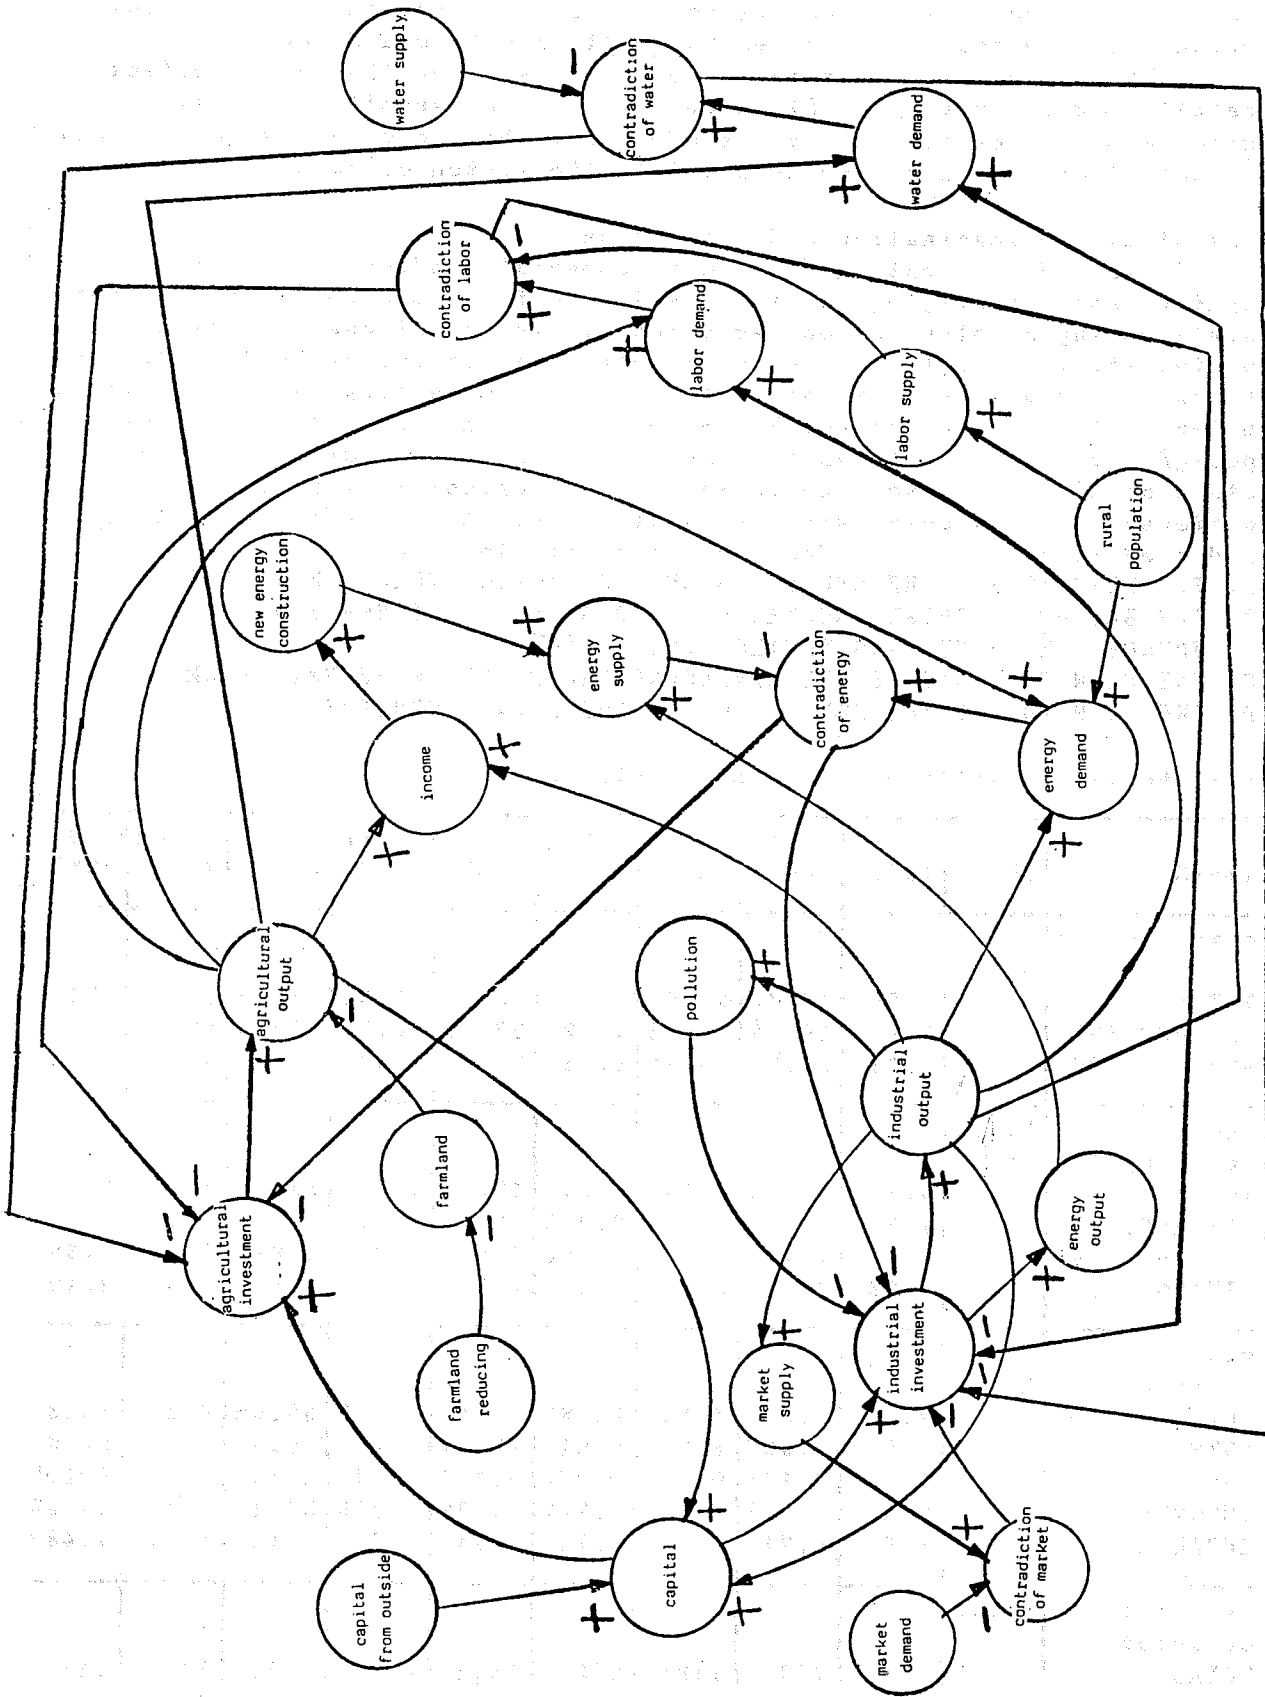 water supply
contradiction
of water
water demand
contradiction
of labor
labor demand
labor supply
rural
population
new energy
construction
energy
supply
contradiction
of energy
energy
demand
income
agricultural
output
pollution
industrial
output
energy
output
farmland
agricultural
investment
farmland
reducing
market
supply
industrial
investment
capital
from outside
capital
market
demand
contradiction
of market
−
+
+
+
−
+
+
+
+
+
+
+
+
−
+
+
+
+
+
+
+
−
+
−
−
−
−
+
+
−
−
−
−
−
+
+
+
+
+
+
−
+